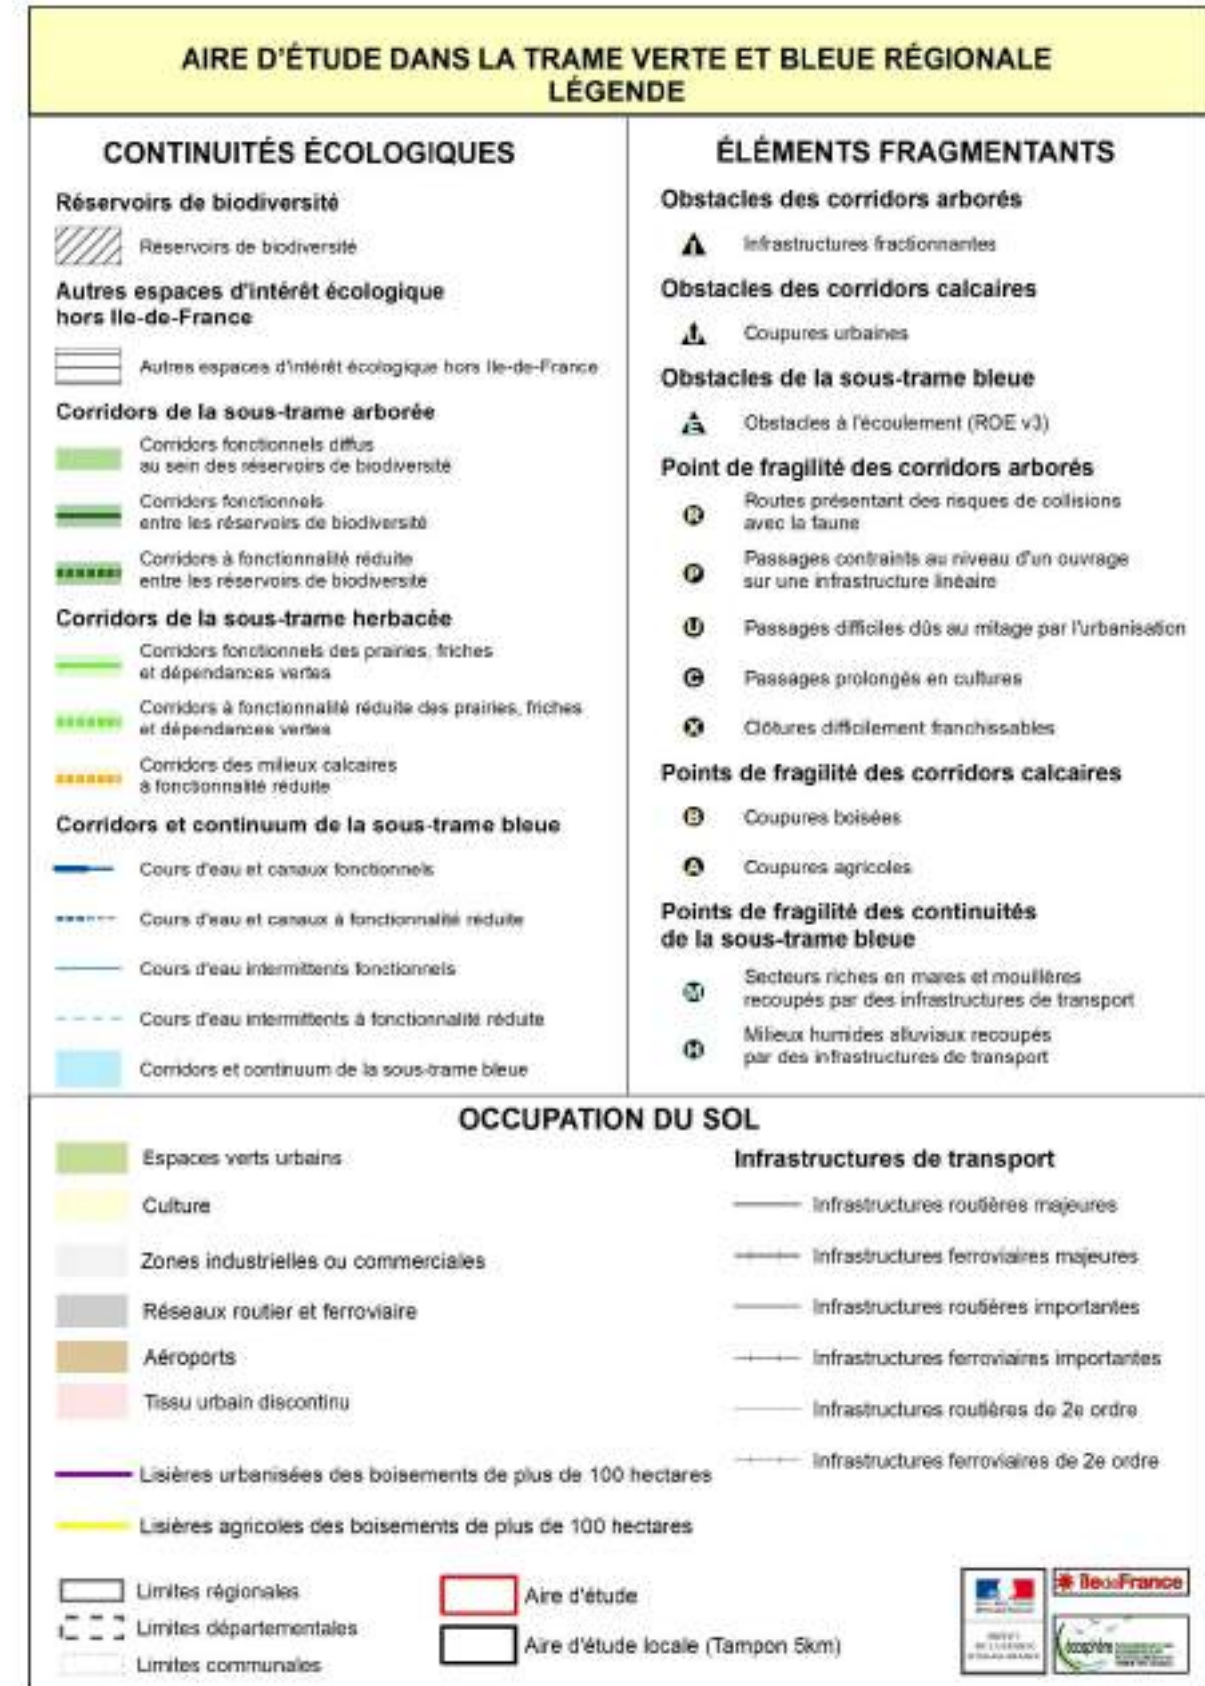 AIRE D'ÉTUDE DANS LA TRAME VERTE ET BLEUE RÉGIONALE
LÉGENDE
CONTINUITÉS ÉCOLOGIQUES
Réservoirs de biodiversité
Réservoirs de biodiversité
Autres espaces d'intérêt écologique
hors Ile-de-France
Autres espaces d'intérêt écologique hors Ile-de-France
Corridors de la sous-trame arborée
Corridors fonctionnels diffus
au sein des réservoirs de biodiversité
Corridors fonctionnels
entre les réservoirs de biodiversité
Corridors à fonctionnalité réduite
entre les réservoirs de biodiversité
Corridors de la sous-trame herbacée
Corridors fonctionnels des prairies, friches
et dépendances vertes
Corridors à fonctionnalité réduite des prairies, friches
et dépendances vertes
Corridors des milieux calcaires
à fonctionnalité réduite
Corridors et continuum de la sous-trame bleue
Cours d'eau et canaux fonctionnels
Cours d'eau et canaux à fonctionnalité réduite
Cours d'eau intermittents fonctionnels
Cours d'eau intermittents à fonctionnalité réduite
Corridors et continuum de la sous-trame bleue
ÉLÉMENTS FRAGMENTANTS
Obstacles des corridors arborés
Infrastructures fractionnantes
Obstacles des corridors calcaires
Coupures urbaines
Obstacles de la sous-trame bleue
E Obstacles à l'écoulement (ROE v3)
Point de fragilité des corridors arborés
R Routes présentant des risques de collisions
avec la faune
P Passages contraints au niveau d'un ouvrage
sur une infrastructure linéaire
U Passages difficiles dûs au mitage par l'urbanisation
C Passages prolongés en cultures
X Clôtures difficilement franchissables
Points de fragilité des corridors calcaires
B Coupures boisées
A Coupures agricoles
Points de fragilité des continuités
de la sous-trame bleue
M Secteurs riches en mares et mouillères
recoupés par des infrastructures de transport
H Milieux humides alluviaux recoupés
par des infrastructures de transport
OCCUPATION DU SOL
Espaces verts urbains
Culture
Zones industrielles ou commerciales
Réseaux routier et ferroviaire
Aéroports
Tissu urbain discontinu
Lisières urbanisées des boisements de plus de 100 hectares
Lisières agricoles des boisements de plus de 100 hectares
Infrastructures de transport
Infrastructures routières majeures
Infrastructures ferroviaires majeures
Infrastructures routières importantes
Infrastructures ferroviaires importantes
Infrastructures routières de 2e ordre
Infrastructures ferroviaires de 2e ordre
Limites régionales
Limites départementales
Limites communales
Aire d'étude
Aire d'étude locale (Tampon 5km)
îledeFrance
écosphère